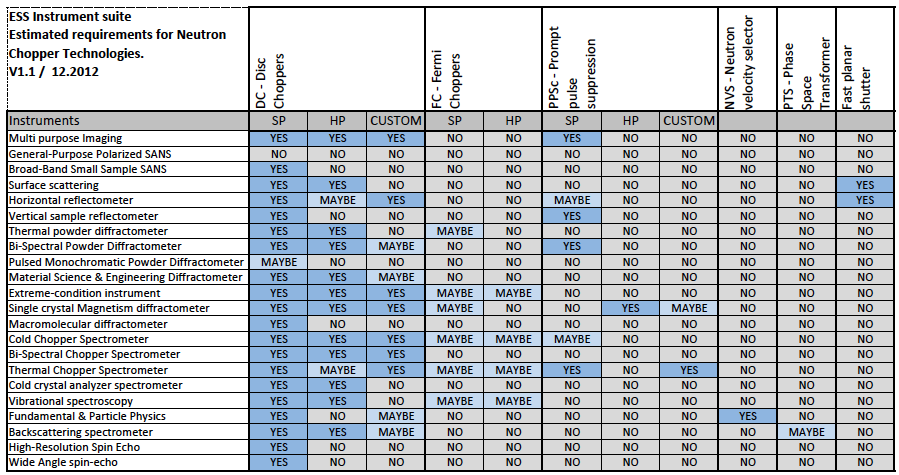 ESS Instrument suite
Estimated requirements for Neutron
Chopper Technologies.
V1.1 / 12.2012
DC - Disc
Choppers
FC - Fermi
Choppers
PPSc - Prompt
pulse
suppression
NVS - Neutron
velocity selector
PTS - Phase
Space
Transformer
Fast planar
shutter
Instruments SP HP CUSTOM SP HP SP HP CUSTOM
Multi purpose Imaging YES YES YES NO NO YES NO NO NO NO NO
General-Purpose Polarized SANS NO NO NO NO NO NO NO NO NO NO NO
Broad-Band Small Sample SANS YES NO NO NO NO NO NO NO NO NO NO
Surface scattering YES YES NO NO NO NO NO NO NO NO YES
Horizontal reflectometer YES MAYBE YES NO NO MAYBE NO NO NO NO YES
Vertical sample reflectometer YES NO NO NO NO YES NO NO NO NO NO
Thermal powder diffractometer YES YES NO MAYBE NO NO NO NO NO NO NO
Bi-Spectral Powder Diffractometer YES YES MAYBE NO NO YES NO NO NO NO NO
Pulsed Monochromatic Powder Diffractometer MAYBE NO NO NO NO NO NO NO NO NO NO
Material Science & Engineering Diffractometer YES YES MAYBE NO NO NO NO NO NO NO NO
Extreme-condition instrument YES YES YES MAYBE MAYBE NO NO NO NO NO NO
Single crystal Magnetism diffractometer YES YES YES MAYBE NO NO YES MAYBE NO NO NO
Macromolecular diffractometer YES NO NO NO NO NO NO NO NO NO NO
Cold Chopper Spectrometer YES YES YES MAYBE MAYBE MAYBE NO NO NO NO NO
Bi-Spectral Chopper Spectrometer YES YES YES NO NO NO NO NO NO NO NO
Thermal Chopper Spectrometer YES MAYBE YES MAYBE MAYBE YES NO YES NO NO NO
Cold crystal analyzer spectrometer YES YES NO NO NO NO NO NO NO NO NO
Vibrational spectroscopy YES YES NO MAYBE MAYBE NO NO NO NO NO NO
Fundamental & Particle Physics YES NO MAYBE NO NO NO NO NO YES NO NO
Backscattering spectrometer YES YES MAYBE NO NO NO NO NO NO MAYBE NO
High-Resolution Spin Echo YES NO NO NO NO NO NO NO NO NO NO
Wide Angle spin-echo YES NO NO NO NO NO NO NO NO NO NO